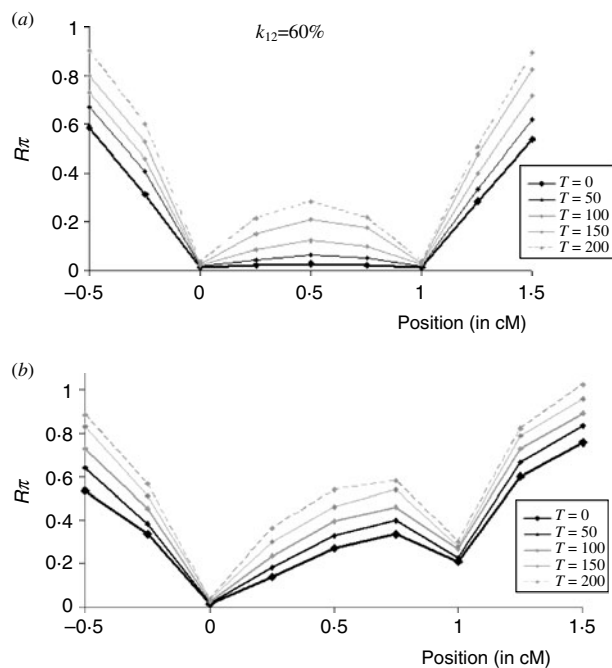 (a)
k12=60%
1
0·8
0·6
0·4
0·2
0
Rπ
–0·5
0
0·5
1
1·5
Position (in cM)
T = 0
T = 50
T = 100
T = 150
T = 200
(b)
1
0·8
0·6
0·4
0·2
0
Rπ
–0·5
0
0·5
1
1·5
Position (in cM)
T = 0
T = 50
T = 100
T = 150
T = 200